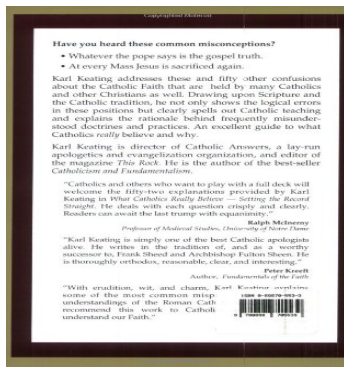 Copyrighted Material
Have you heard these common misconceptions?
• Whatever the pope says is the gospel truth.
• At every Mass Jesus is sacrificed again.
Karl Keating addresses these and fifty other confusions
about the Catholic Faith that are held by many Catholics
and other Christians as well. Drawing upon Scripture and
the Catholic tradition, he not only shows the logical errors
in these positions but clearly spells out Catholic teaching
and explains the rationale behind frequently misunder-
stood doctrines and practices. An excellent guide to what
Catholics really believe and why.
Karl Keating is director of Catholic Answers, a lay-run
apologetics and evangelization organization, and editor of
the magazine This Rock. He is the author of the best-seller
Catholicism and Fundamentalism.
"Catholics and others who want to play with a full deck will
welcome the fifty-two explanations provided by Karl
Keating in What Catholics Really Believe — Setting the Record
Straight. He deals with each question crisply and clearly.
Readers can await the last trump with equanimity."
Ralph McInerny
Professor of Medieval Studies, University of Notre Dame
"Karl Keating is simply one of the best Catholic apologists
alive. He writes in the tradition of, and as a worthy
successor to, Frank Sheed and Archbishop Fulton Sheen. He
is thoroughly orthodox, reasonable, clear, and interesting."
Peter Kreeft
Author, Fundamentals of the Faith
"With erudition, wit, and charm, Karl Keating explains
some of the most common misp
understandings of the Roman Cath
recommend this work to Catholi
understand our Faith."